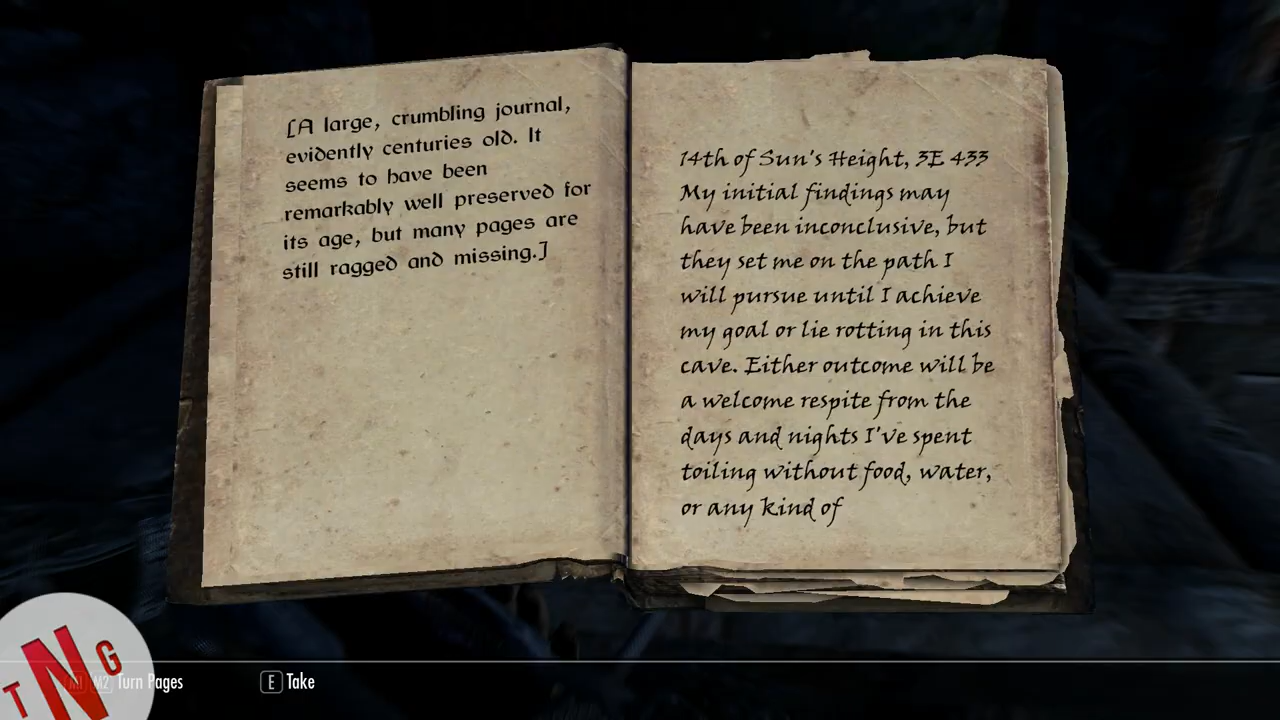 [A large, crumbling journal,
evidently centuries old. It
seems to have been
remarkably well preserved for
its age, but many pages are
still ragged and missing.]
14th of Sun's Height, 3E 433
My initial findings may
have been inconclusive, but
they set me on the path I
will pursue until I achieve
my goal or lie rotting in this
cave. Either outcome will be
a welcome respite from the
days and nights I've spent
toiling without food, water,
or any kind of
TNG
M2 Turn Pages
E Take